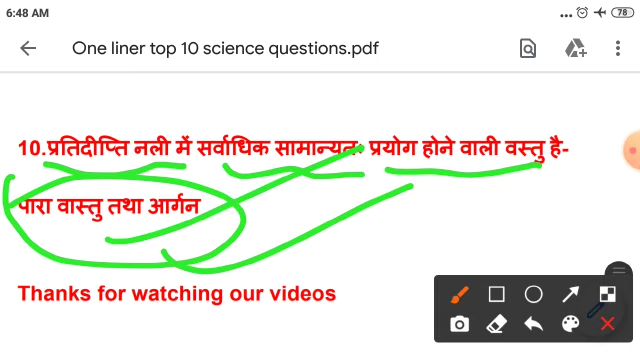 6:48 AM
78
One liner top 10 science questions.pdf
10.प्रतिदीप्ति नली में सर्वाधिक सामान्यतः प्रयोग होने वाली वस्तु है-
पारा वास्तु तथा आर्गन
Thanks for watching our videos